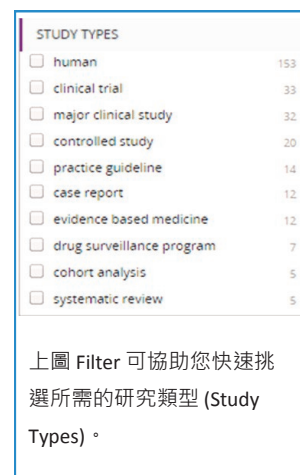 STUDY TYPES
human 153
clinical trial 33
major clinical study 32
controlled study 20
practice guideline 14
case report 12
evidence based medicine 12
drug surveillance program 7
cohort analysis 5
systematic review 5
上圖 Filter 可協助您快速挑
選所需的研究類型 (Study
Types)。